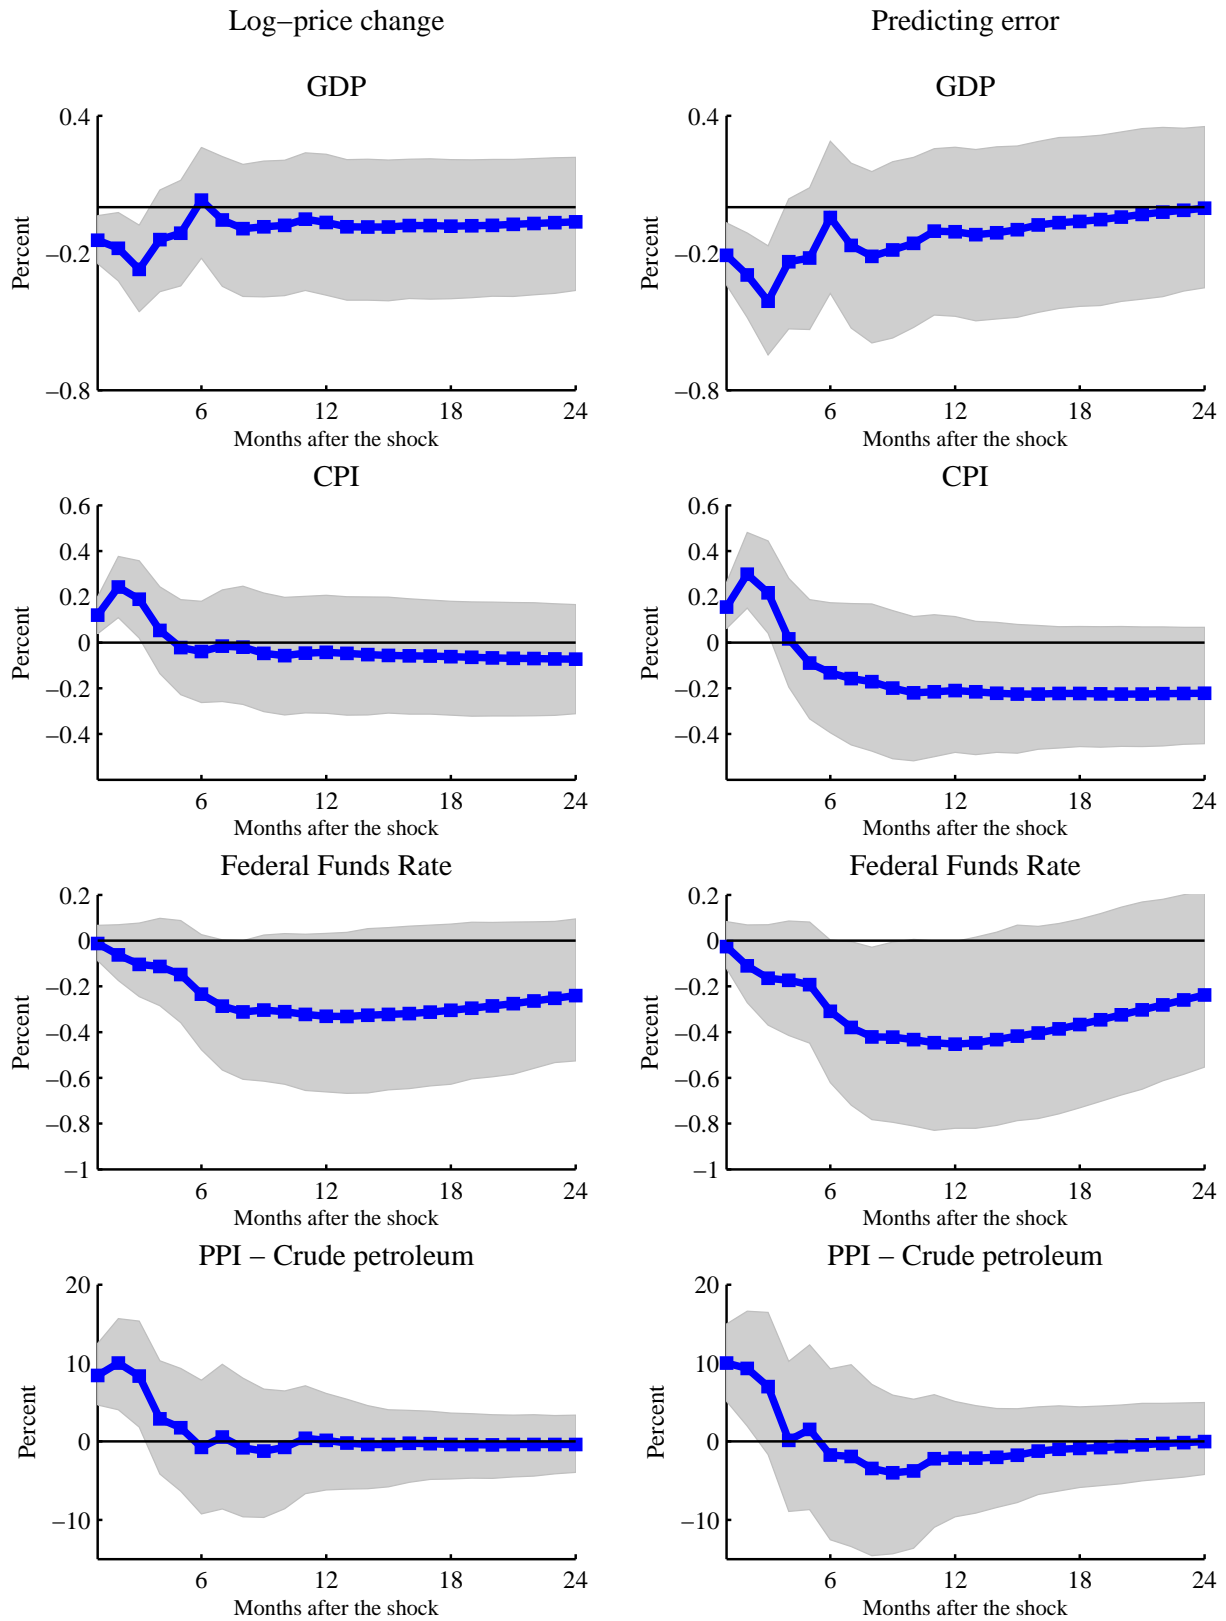 Log−price change
Predicting error
GDP
0.4
−0.2
−0.8
Percent
6 12 18 24
Months after the shock
GDP
0.4
−0.2
−0.8
Percent
6 12 18 24
Months after the shock
CPI
0.6
0.4
0.2
0
−0.2
−0.4
Percent
6 12 18 24
Months after the shock
CPI
0.6
0.4
0.2
0
−0.2
−0.4
Percent
6 12 18 24
Months after the shock
Federal Funds Rate
0.2
0
−0.2
−0.4
−0.6
−0.8
−1
Percent
6 12 18 24
Months after the shock
Federal Funds Rate
0.2
0
−0.2
−0.4
−0.6
−0.8
−1
Percent
6 12 18 24
Months after the shock
PPI − Crude petroleum
20
10
0
−10
Percent
6 12 18 24
Months after the shock
PPI − Crude petroleum
20
10
0
−10
Percent
6 12 18 24
Months after the shock